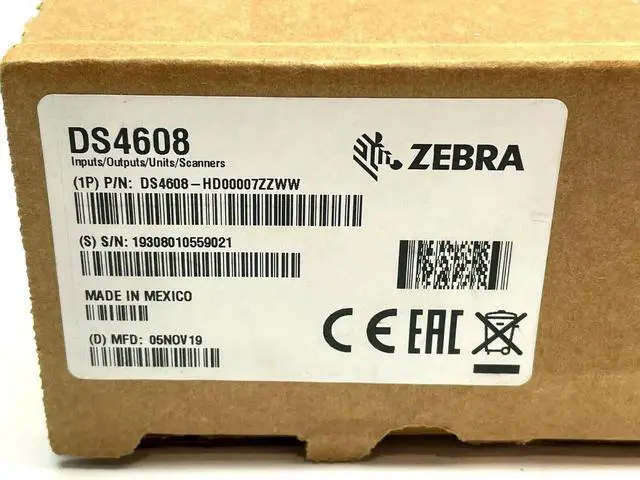 DS4608
Inputs/Outputs/Units/Scanners
ZEBRA
(1P) P/N: DS4608-HD00007ZZWW
(S) S/N: 19308010559021
MADE IN MEXICO
(D) MFD: 05NOV19
CE EAC